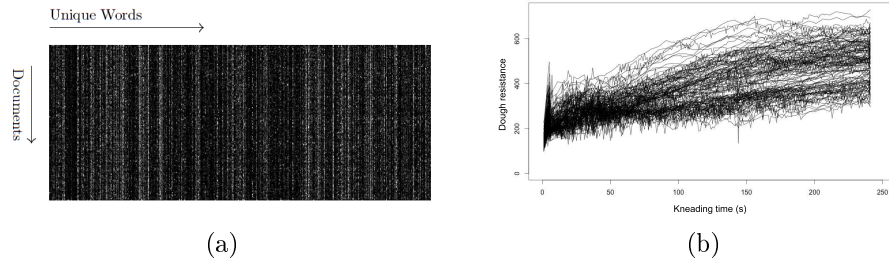 Unique Words
Documents
(a)
Dough resistance
600
400
200
0
0
50
100
150
200
250
Kneading time (s)
(b)